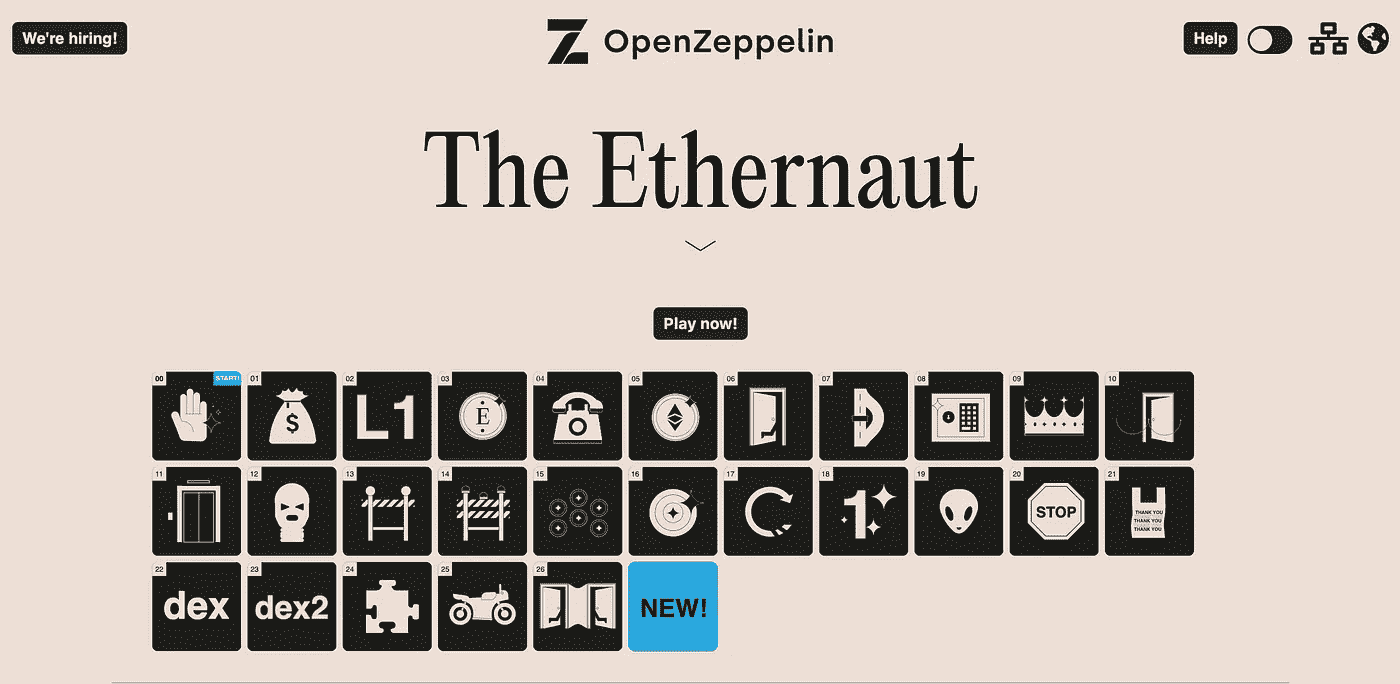 We're hiring!
OpenZeppelin
Help
The Ethernaut
Play now!
00
START!
01
$
02
L1
03
E
04
05
06
07
08
09
10
11
12
13
14
15
16
17
18
1
19
20
STOP
21
THANK YOU
THANK YOU
THANK YOU
22
dex
23
dex2
24
25
26
NEW!